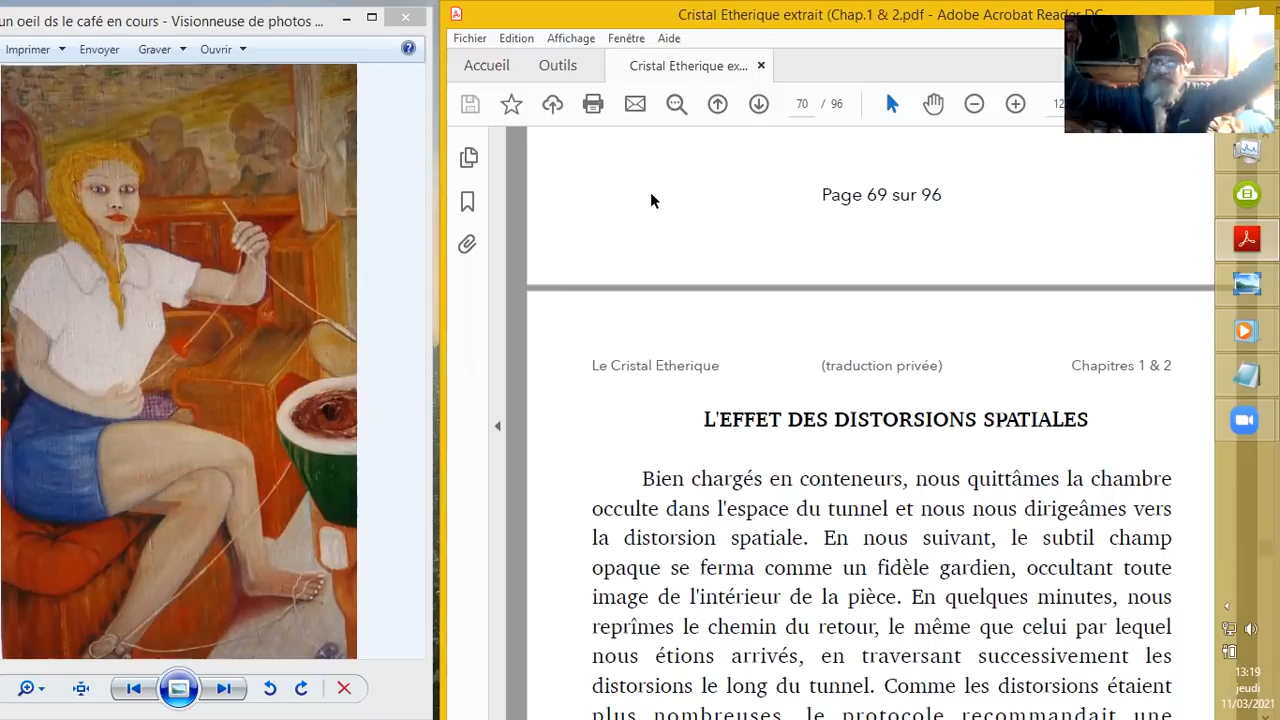 un oeil ds le café en cours - Visionneuse de photos ...
Imprimer
Envoyer
Graver
Ouvrir
Cristal Etherique extrait (Chap.1 & 2.pdf - Adobe Acrobat Reader DC
Fichier Edition Affichage Fenêtre Aide
Accueil
Outils
Cristal Etherique ex...
70 / 96
Page 69 sur 96
Le Cristal Etherique (traduction privée) Chapitres 1 & 2
L'EFFET DES DISTORSIONS SPATIALES
Bien chargés en conteneurs, nous quittâmes la chambre
occulte dans l'espace du tunnel et nous nous dirigeâmes vers
la distorsion spatiale. En nous suivant, le subtil champ
opaque se ferma comme un fidèle gardien, occultant toute
image de l'intérieur de la pièce. En quelques minutes, nous
reprîmes le chemin du retour, le même que celui par lequel
nous étions arrivés, en traversant successivement les
distorsions le long du tunnel. Comme les distorsions étaient
plus nombreuses, le protocole recommandait une
13:19
jeudi
11/03/2021